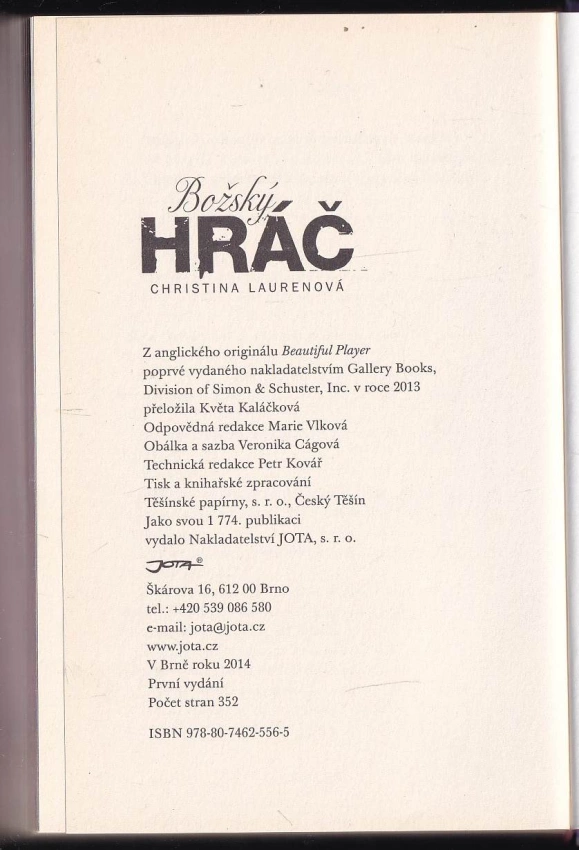 Božský
HRÁČ
CHRISTINA LAURENOVÁ
Z anglického originálu Beautiful Player
poprvé vydaného nakladatelstvím Gallery Books,
Division of Simon & Schuster, Inc. v roce 2013
přeložila Květa Kaláčková
Odpovědná redakce Marie Vlková
Obálka a sazba Veronika Cágová
Technická redakce Petr Kovář
Tisk a knihařské zpracování
Těšínské papírny, s. r. o., Český Těšín
Jako svou 1 774. publikaci
vydalo Nakladatelství JOTA, s. r. o.
JOTA®
Škárova 16, 612 00 Brno
tel.: +420 539 086 580
e-mail: jota@jota.cz
www.jota.cz
V Brně roku 2014
První vydání
Počet stran 352
ISBN 978-80-7462-556-5